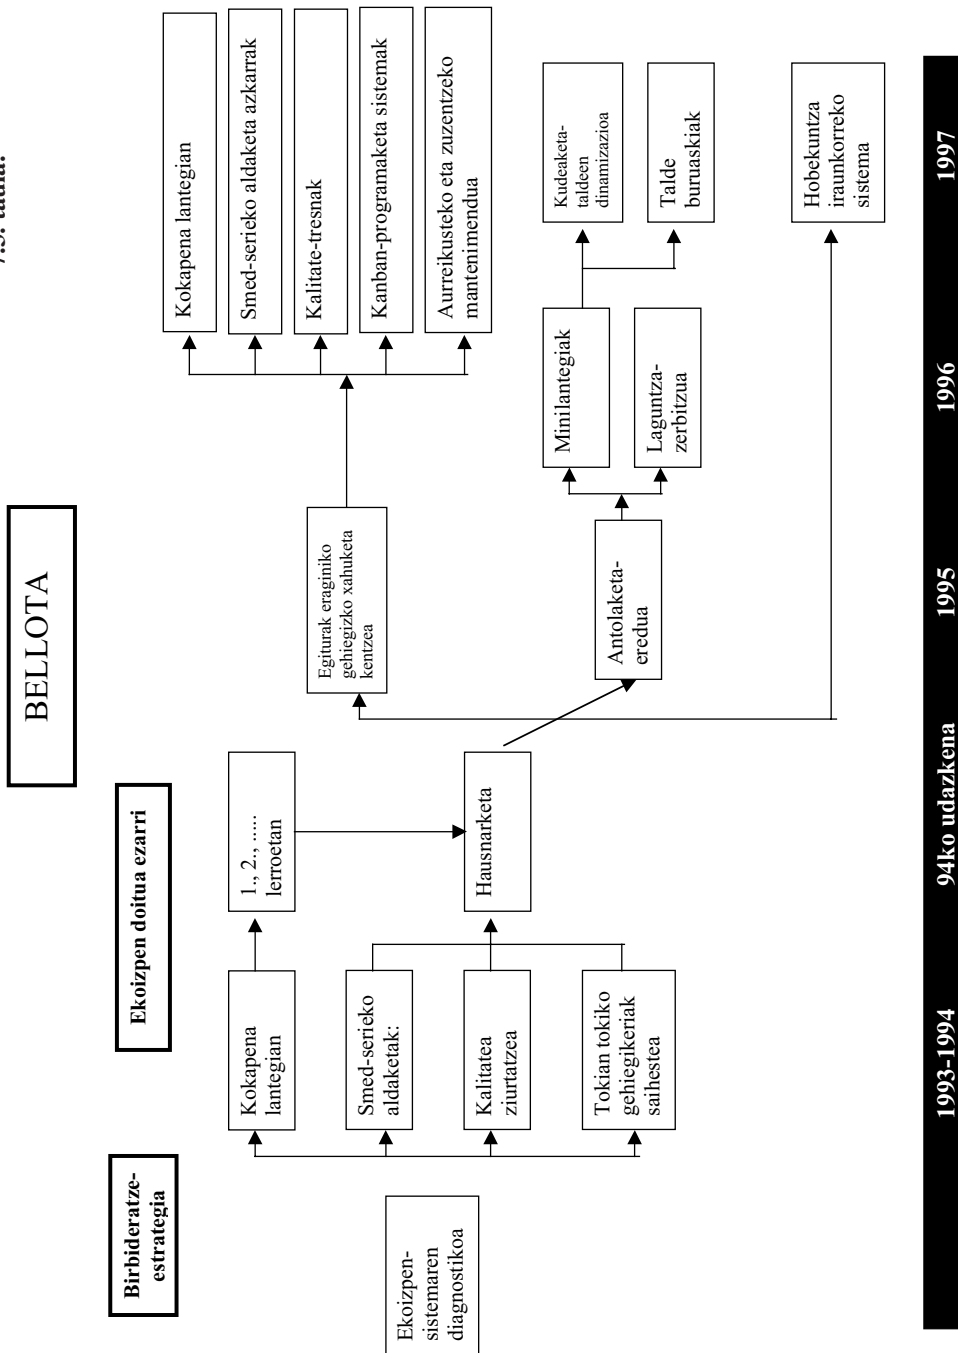 7.3. taula.
BELLOTA
Birbideratze-
estrategia
Ekoizpen doitua ezarri
Ekoizpen-
sistemaren
diagnostikoa
Kokapena
lantegian
Smed-serieko
aldaketak:
Kalitatea
ziurtatzea
Tokian tokiko
gehiegikeriak
saihestea
1., 2., .....
lerroetan
Hausnarketa
Egiturak eraginiko
gehiegizko xahuketa
kentzea
Antolaketa-
eredua
Kokapena lantegian
Smed-serieko aldaketa azkarrak
Kalitate-tresnak
Kanban-programaketa sistemak
Aurreikusteko eta zuzentzeko
mantenimendua
Minilantegiak
Laguntza-
zerbitzua
Kudeaketa-
taldeen
dinamizazioa
Talde
buruaskiak
Hobekuntza
iraunkorreko
sistema
1993-1994
94ko udazkena
1995
1996
1997